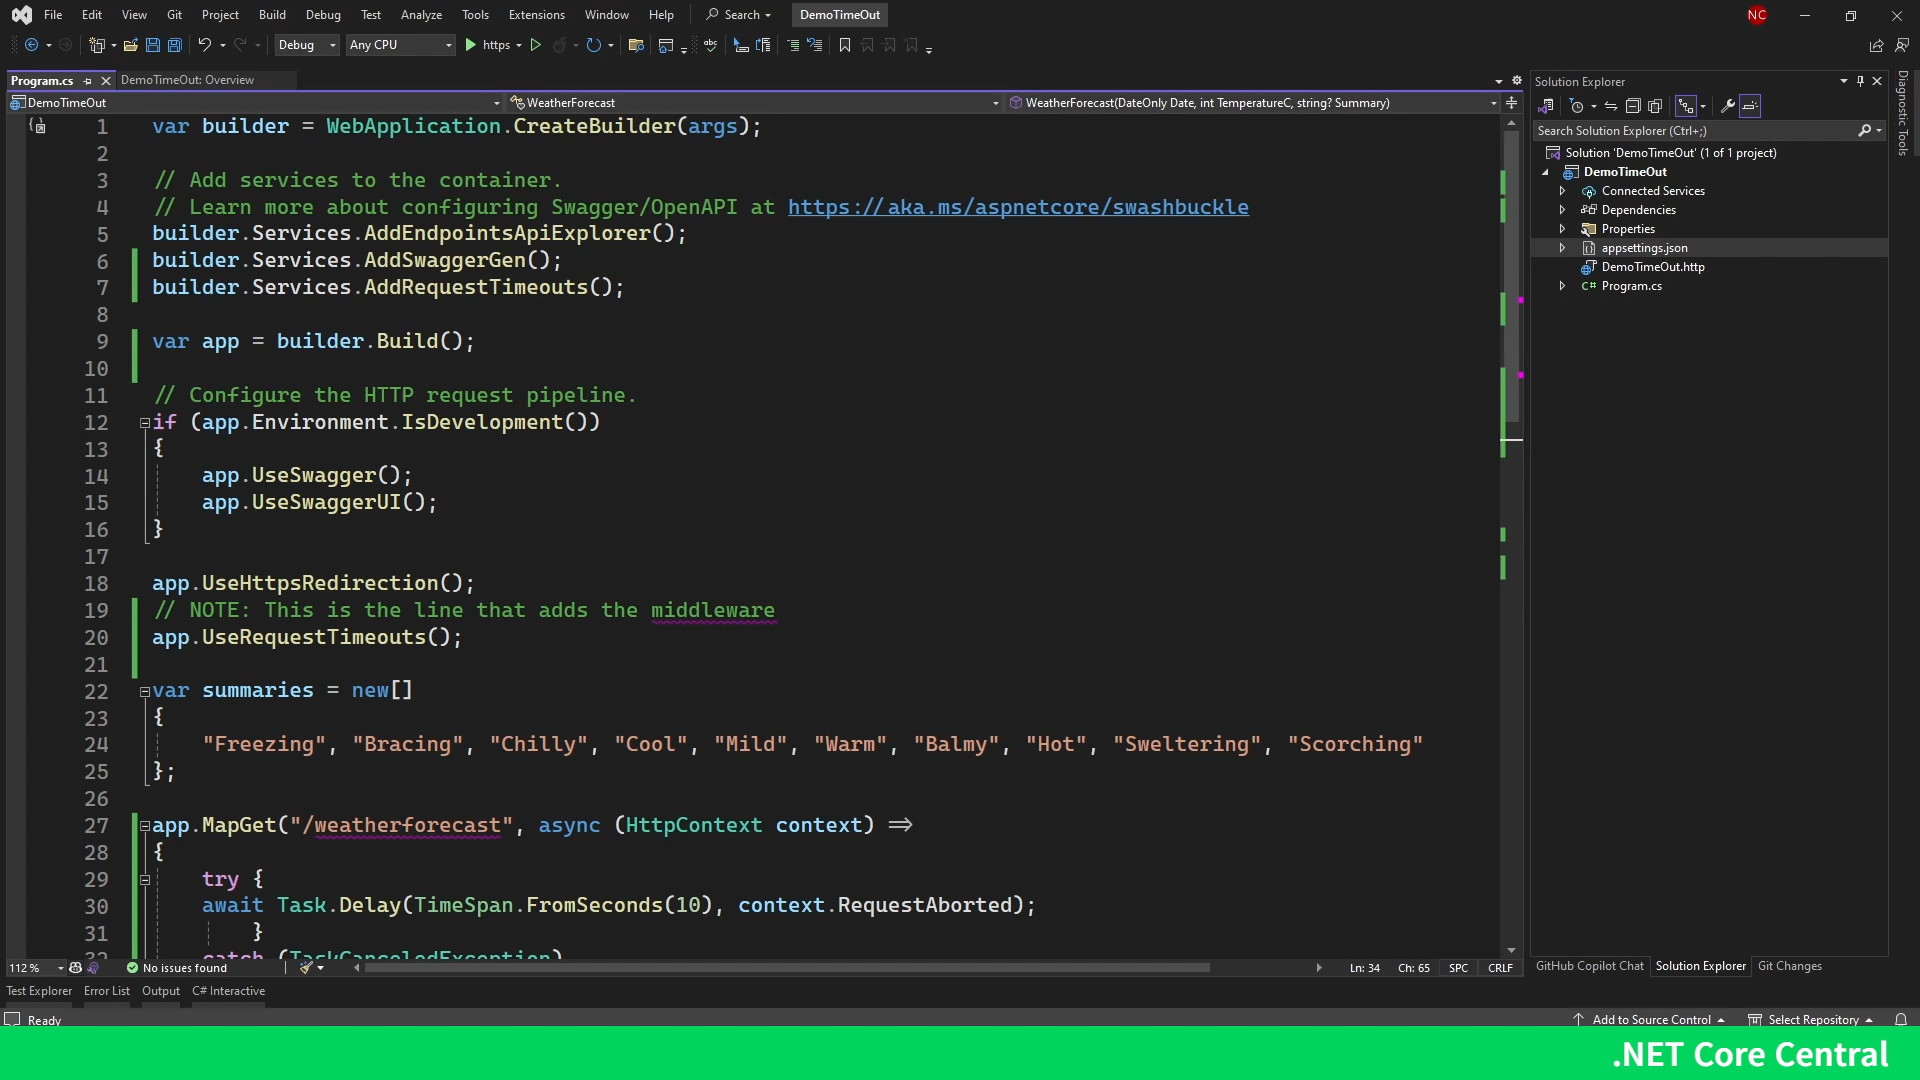 File Edit View Git Project Build Debug Test Analyze Tools Extensions Window Help Search DemoTimeOut NC
Debug Any CPU https
Program.cs DemoTimeOut: Overview
DemoTimeOut WeatherForecast WeatherForecast(DateOnly Date, int TemperatureC, string? Summary)
1 var builder = WebApplication.CreateBuilder(args);
2
3 // Add services to the container.
4 // Learn more about configuring Swagger/OpenAPI at https://aka.ms/aspnetcore/swashbuckle
5 builder.Services.AddEndpointsApiExplorer();
6 builder.Services.AddSwaggerGen();
7 builder.Services.AddRequestTimeouts();
8
9 var app = builder.Build();
10
11 // Configure the HTTP request pipeline.
12 if (app.Environment.IsDevelopment())
13 {
14 app.UseSwagger();
15 app.UseSwaggerUI();
16 }
17
18 app.UseHttpsRedirection();
19 // NOTE: This is the line that adds the middleware
20 app.UseRequestTimeouts();
21
22 var summaries = new[]
23 {
24 "Freezing", "Bracing", "Chilly", "Cool", "Mild", "Warm", "Balmy", "Hot", "Sweltering", "Scorching"
25 };
26
27 app.MapGet("/weatherforecast", async (HttpContext context) =>
28 {
29 try {
30 await Task.Delay(TimeSpan.FromSeconds(10), context.RequestAborted);
31 }
32 catch (TaskCanceledException)
112 % No issues found Ln: 34 Ch: 65 SPC CRLF
Test Explorer Error List Output C# Interactive
Solution Explorer
Search Solution Explorer (Ctrl+;)
Solution 'DemoTimeOut' (1 of 1 project)
DemoTimeOut
Connected Services
Dependencies
Properties
appsettings.json
DemoTimeOut.http
C# Program.cs
GitHub Copilot Chat Solution Explorer Git Changes
Diagnostic Tools
Ready Add to Source Control Select Repository
.NET Core Central